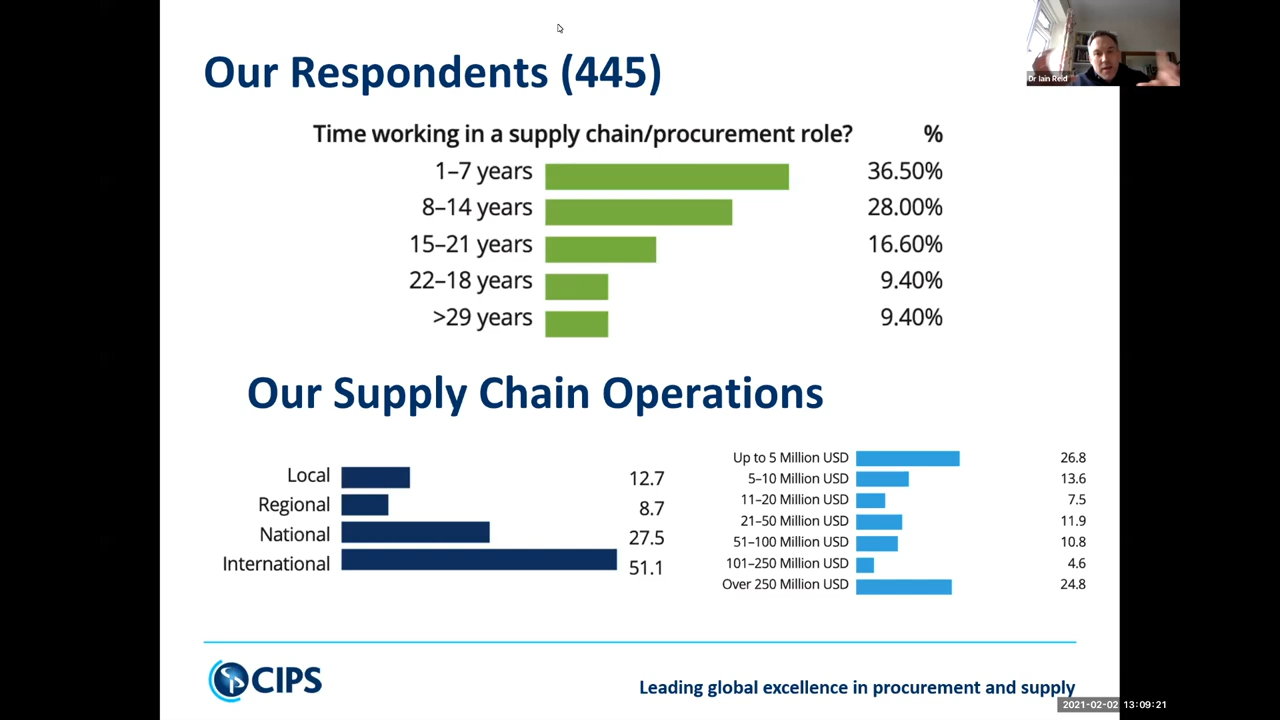 Our Respondents (445)
Dr Iain Reid
Time working in a supply chain/procurement role? %
1–7 years 36.50%
8–14 years 28.00%
15–21 years 16.60%
22–18 years 9.40%
>29 years 9.40%
Our Supply Chain Operations
Local 12.7
Regional 8.7
National 27.5
International 51.1
Up to 5 Million USD 26.8
5–10 Million USD 13.6
11–20 Million USD 7.5
21–50 Million USD 11.9
51–100 Million USD 10.8
101–250 Million USD 4.6
Over 250 Million USD 24.8
CIPS
Leading global excellence in procurement and supply
2021-02-02 13:09:21